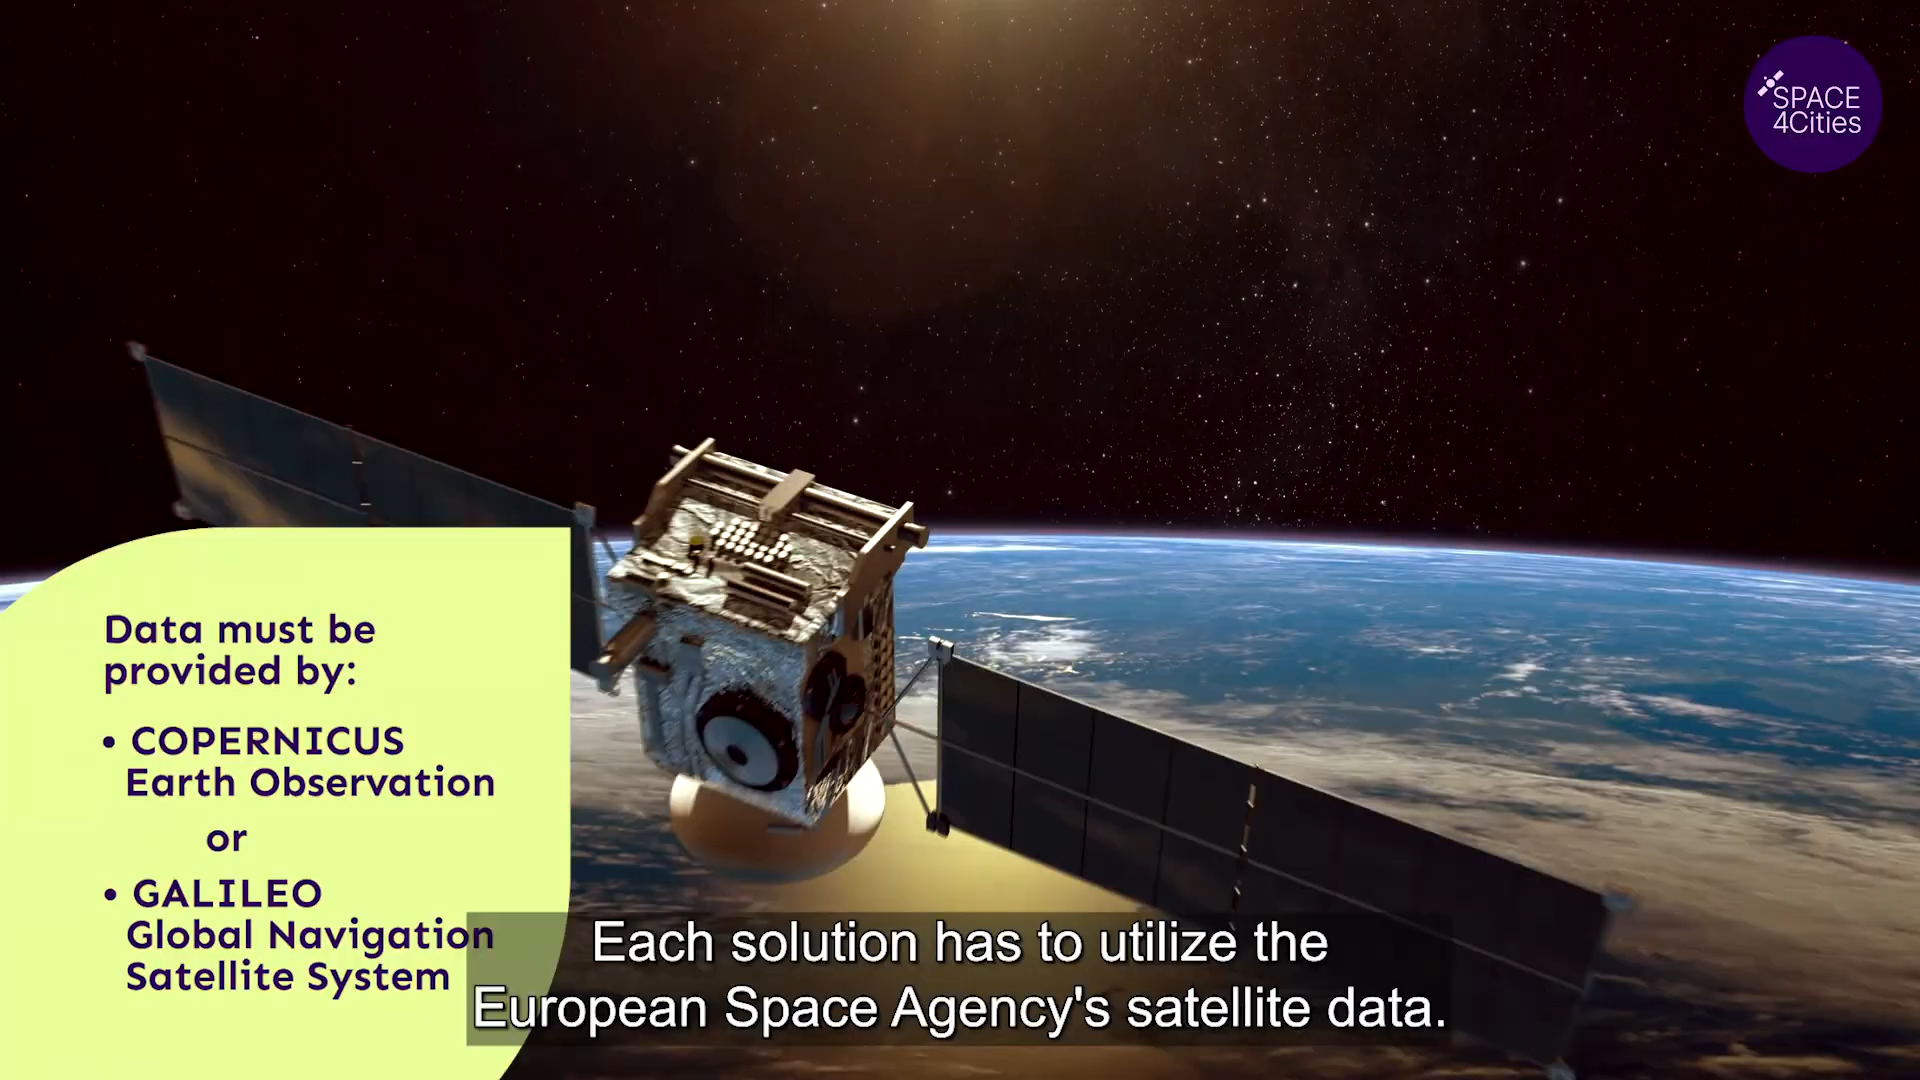 SPACE
4Cities
Data must be
provided by:
• COPERNICUS
Earth Observation
or
• GALILEO
Global Navigation
Satellite System
Each solution has to utilize the
European Space Agency's satellite data.